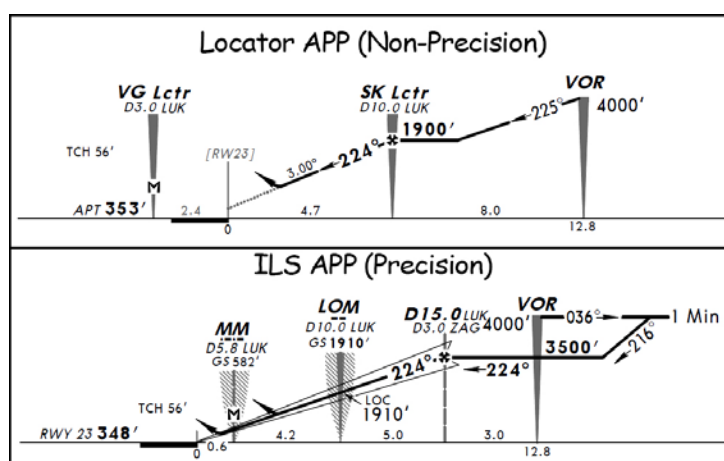 Locator APP (Non-Precision)
VG Lctr
D3.0 LUK
SK Lctr
D10.0 LUK
VOR
1900'
225°
4000'
TCH 56'
[RW23]
3.00°
224°
M
APT 353'
2.4
4.7
8.0
0
12.8
ILS APP (Precision)
MM
D5.8 LUK
GS 582'
LOM
D10.0 LUK
GS 1910'
D15.0 LUK
D3.0 ZAG
VOR
4000'
036°
1 Min
216°
3500'
224°
224°
LOC
1910'
TCH 56'
M
RWY 23 348'
0.6
4.2
5.0
3.0
0
12.8